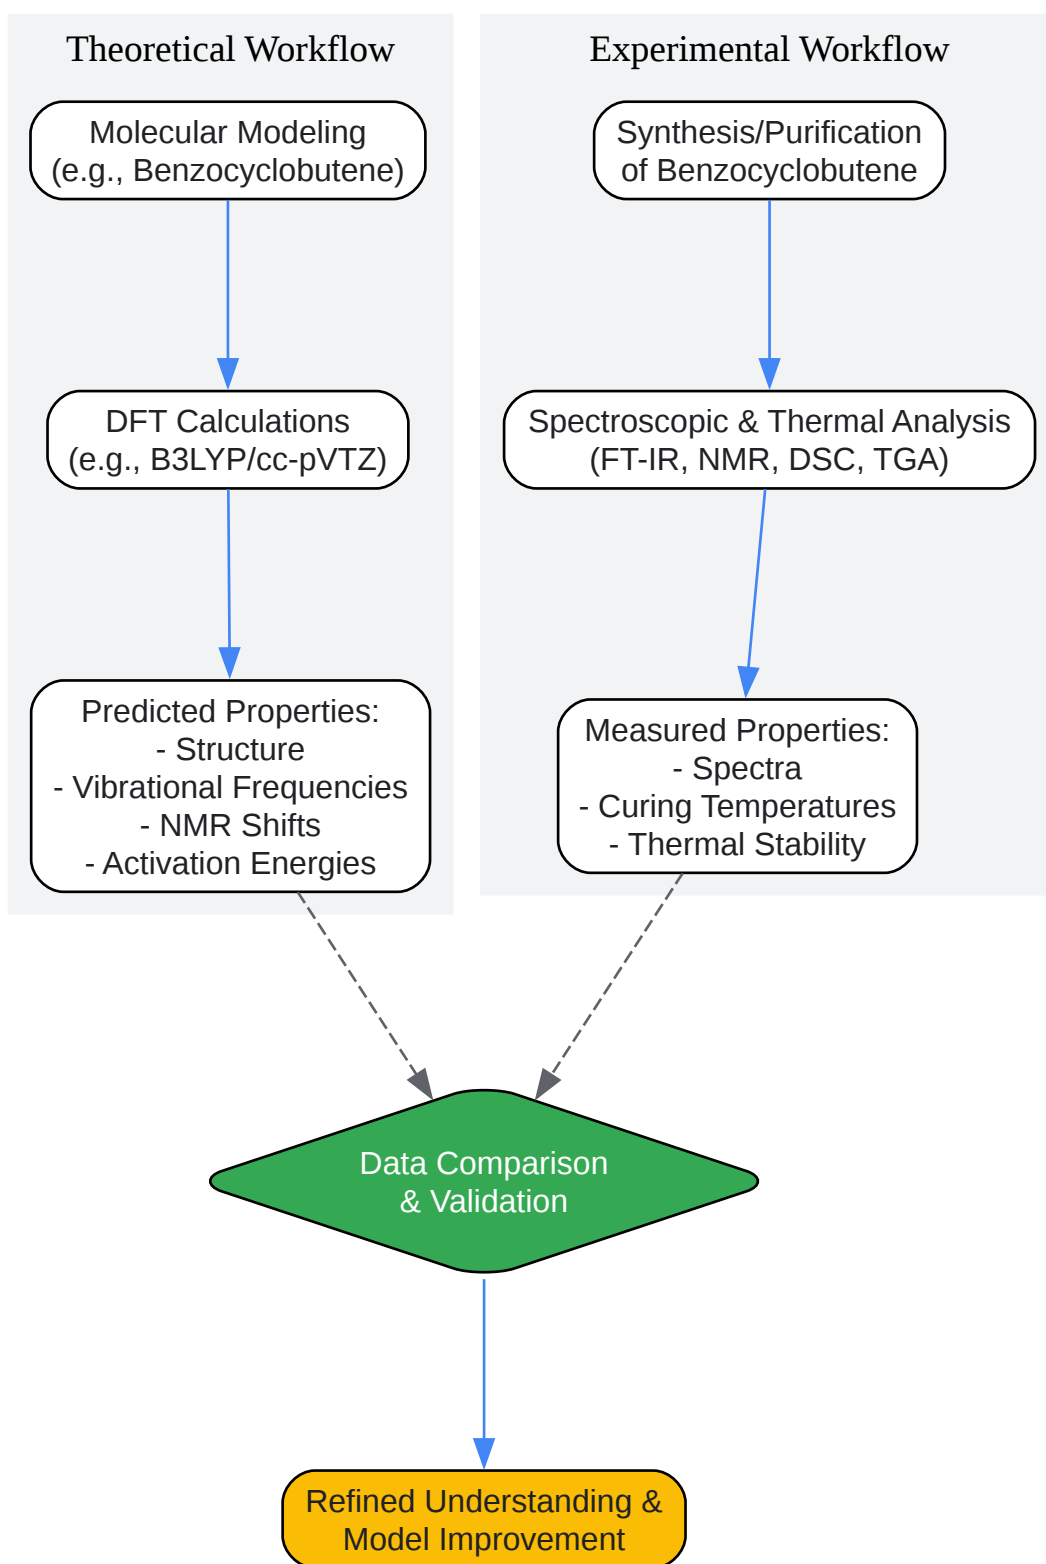 Theoretical Workflow
Molecular Modeling
(e.g., Benzocyclobutene)
DFT Calculations
(e.g., B3LYP/cc-pVTZ)
Predicted Properties:
- Structure
- Vibrational Frequencies
- NMR Shifts
- Activation Energies
Experimental Workflow
Synthesis/Purification
of Benzocyclobutene
Spectroscopic & Thermal Analysis
(FT-IR, NMR, DSC, TGA)
Measured Properties:
- Spectra
- Curing Temperatures
- Thermal Stability
Data Comparison
& Validation
Refined Understanding &
Model Improvement